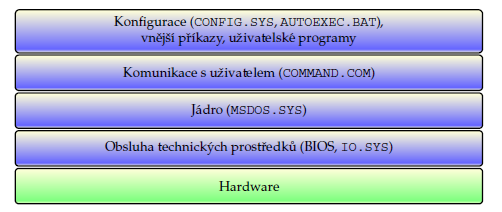 Konfigurace (CONFIG.SYS, AUTOEXEC.BAT),
vnější příkazy, uživatelské programy
Komunikace s uživatelem (COMMAND.COM)
Jádro (MSDOS.SYS)
Obsluha technických prostředků (BIOS, IO.SYS)
Hardware